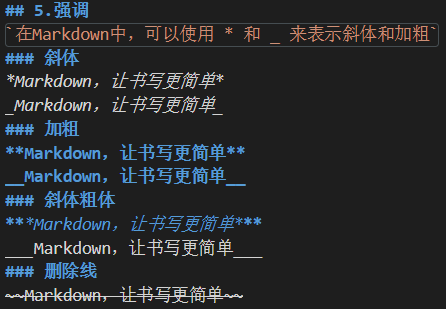 ## 5.强调
`在Markdown中，可以使用 * 和 _ 来表示斜体和加粗`
### 斜体
*Markdown，让书写更简单*
_Markdown，让书写更简单_
### 加粗
**Markdown，让书写更简单**
__Markdown，让书写更简单__
### 斜体粗体
***Markdown，让书写更简单***
___Markdown，让书写更简单___
### 删除线
~~Markdown，让书写更简单~~